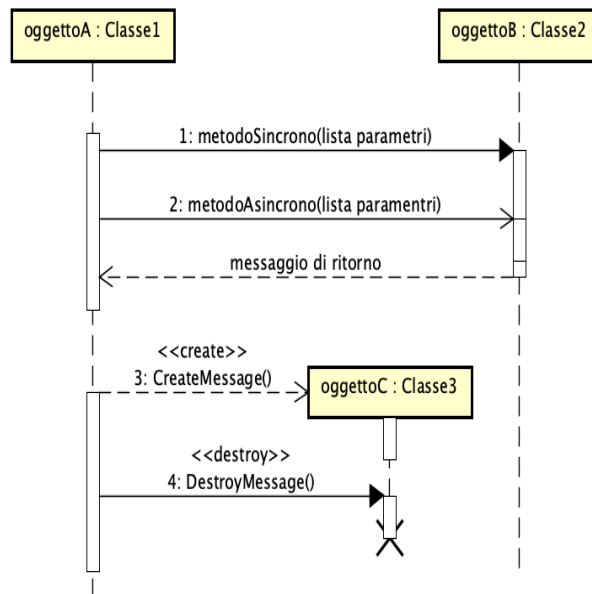 oggettoA : Classe1
oggettoB : Classe2
1: metodoSincrono(lista parametri)
2: metodoAsincrono(lista paramentri)
messaggio di ritorno
<<create>>
3: CreateMessage()
oggettoC : Classe3
<<destroy>>
4: DestroyMessage()